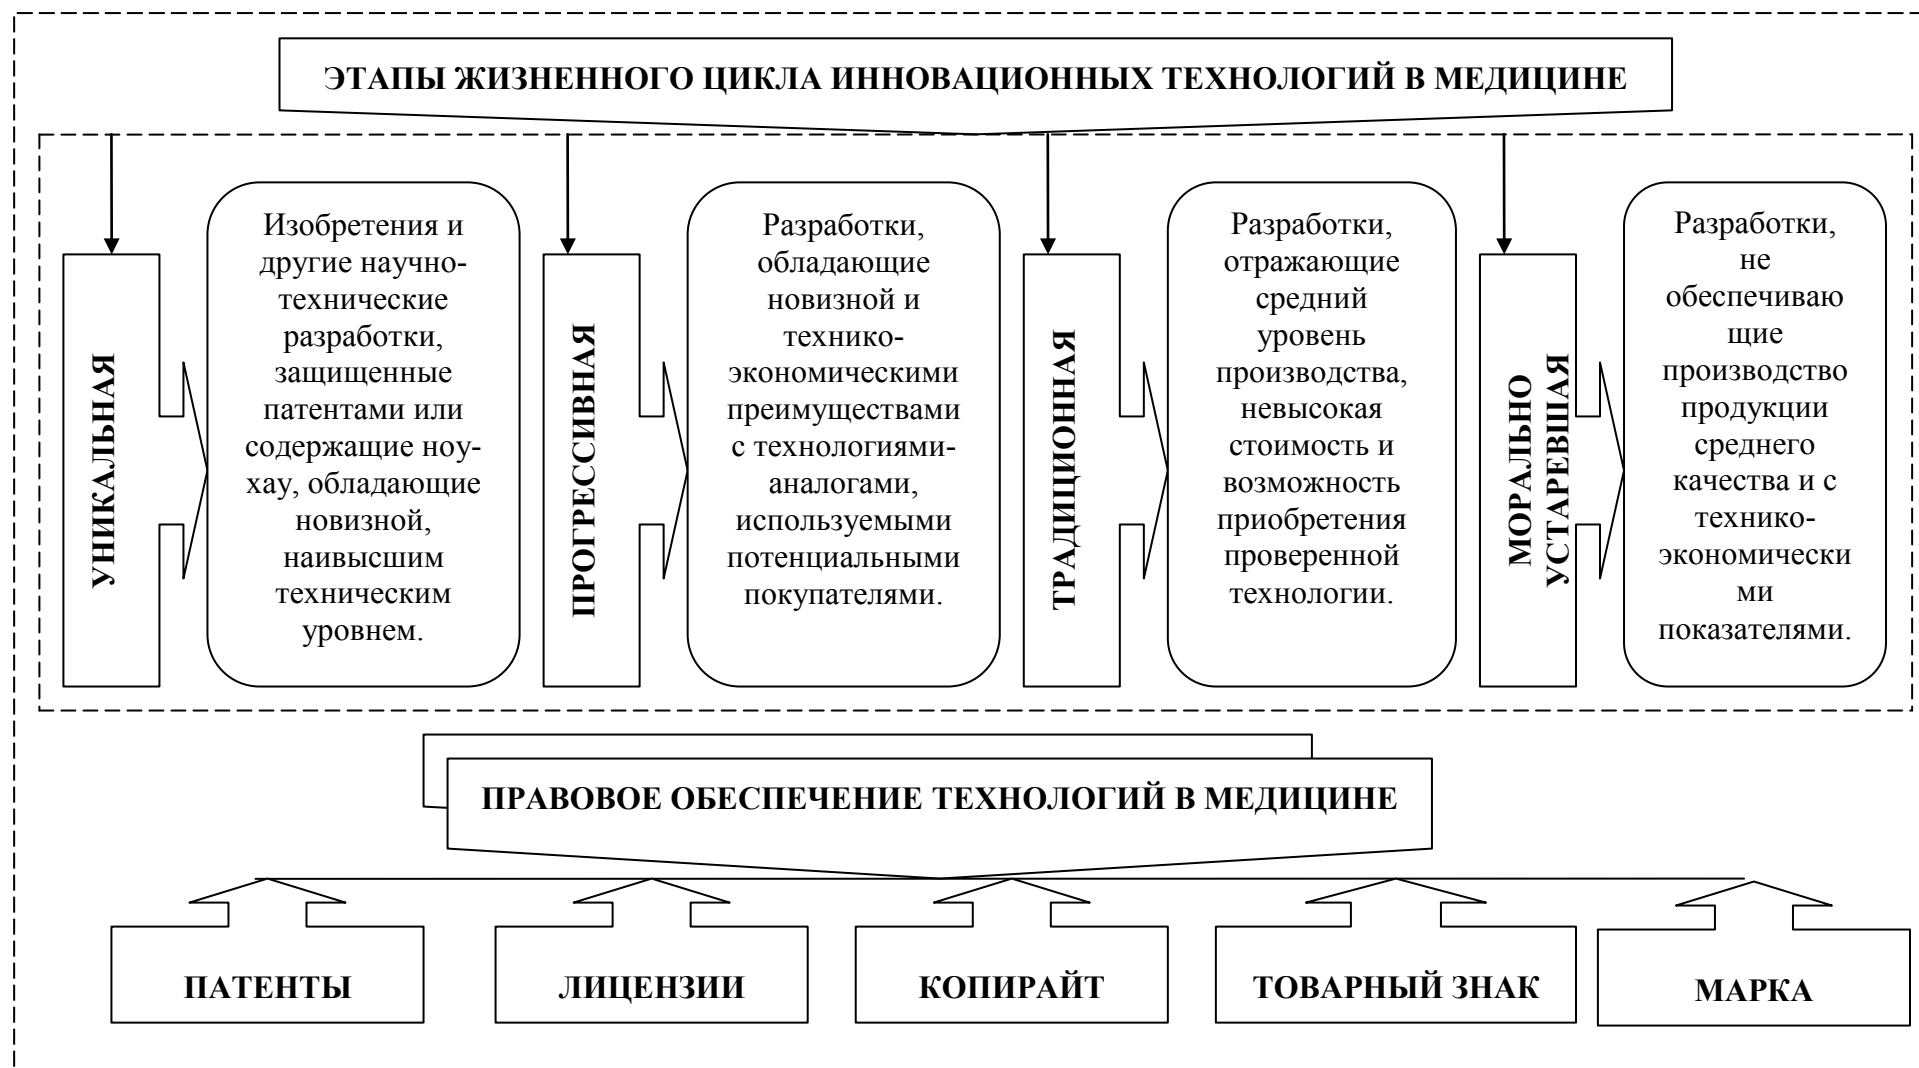 ЭТАПЫ ЖИЗНЕННОГО ЦИКЛА ИННОВАЦИОННЫХ ТЕХНОЛОГИЙ В МЕДИЦИНЕ
УНИКАЛЬНАЯ
Изобретения и
другие научно-
технические
разработки,
защищенные
патентами или
содержащие ноу-
хау, обладающие
новизной,
наивысшим
техническим
уровнем.
ПРОГРЕССИВНАЯ
Разработки,
обладающие
новизной и
технико-
экономическими
преимуществами
с технологиями-
аналогами,
используемыми
потенциальными
покупателями.
ТРАДИЦИОННАЯ
Разработки,
отражающие
средний
уровень
производства,
невысокая
стоимость и
возможность
приобретения
проверенной
технологии.
МОРАЛЬНО
УСТАРЕВШАЯ
Разработки,
не
обеспечиваю
щие
производство
продукции
среднего
качества и с
технико-
экономически
ми
показателями.
ПРАВОВОЕ ОБЕСПЕЧЕНИЕ ТЕХНОЛОГИЙ В МЕДИЦИНЕ
ПАТЕНТЫ
ЛИЦЕНЗИИ
КОПИРАЙТ
ТОВАРНЫЙ ЗНАК
МАРКА